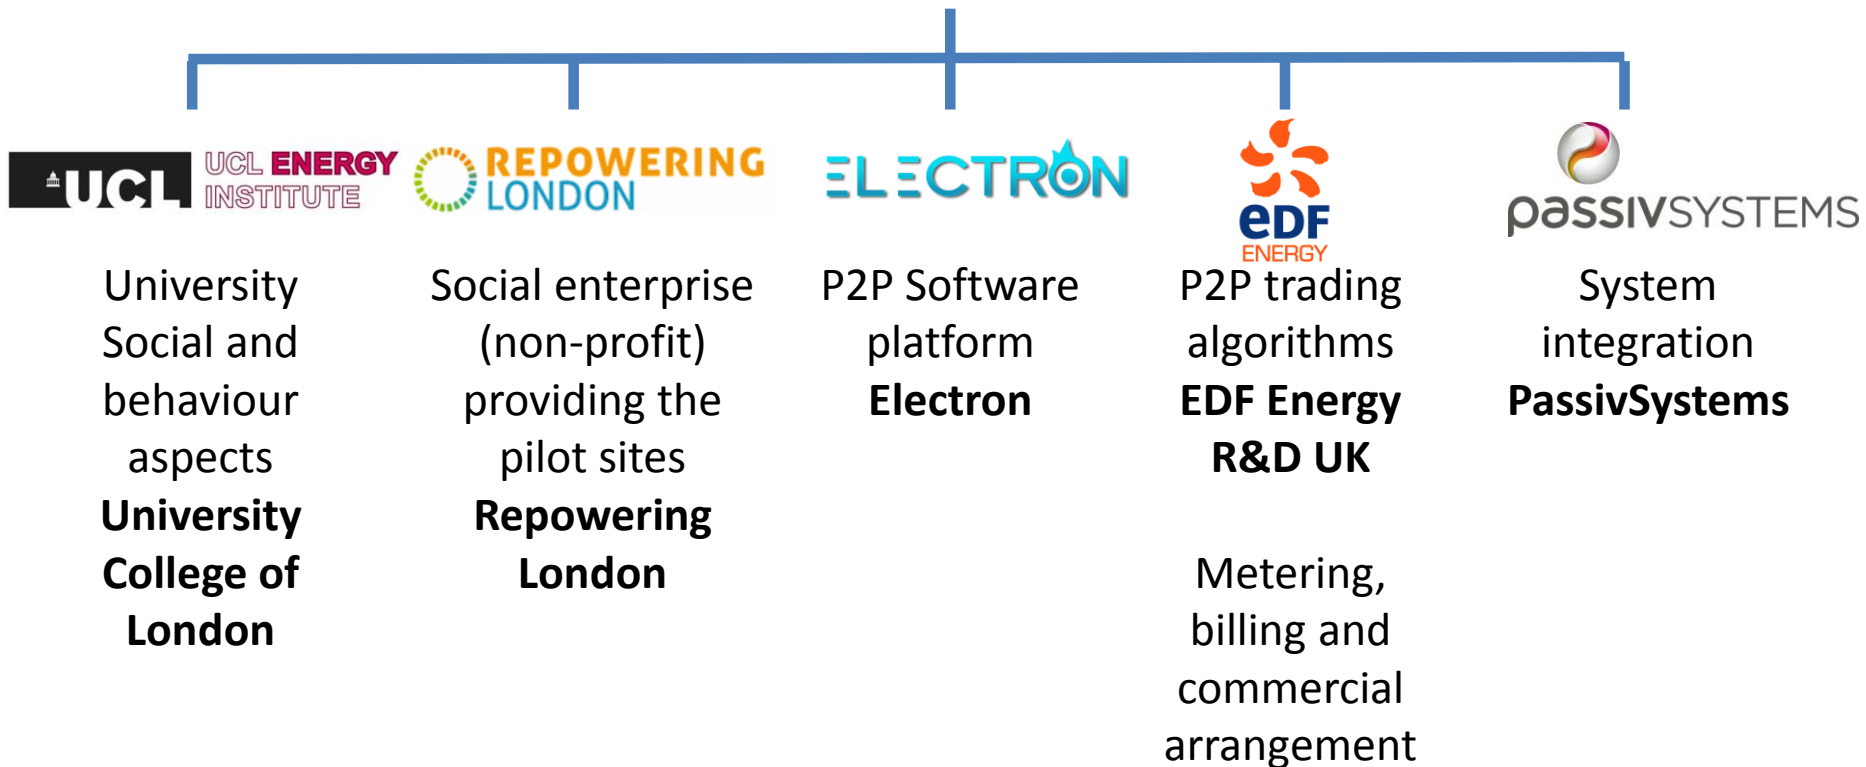 UCL
UCL ENERGY
INSTITUTE
REPOWERING
LONDON
ELECTRON
eDF
ENERGY
PassivSYSTEMS
University
Social and
behaviour
aspects
University
College of
London
Social enterprise
(non-profit)
providing the
pilot sites
Repowering
London
P2P Software
platform
Electron
P2P trading
algorithms
EDF Energy
R&D UK
Metering,
billing and
commercial
arrangement
System
integration
PassivSystems